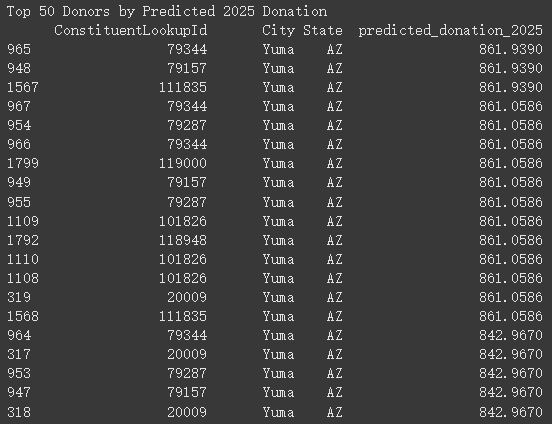 Top 50 Donors by Predicted 2025 Donation
ConstituentLookupId City State predicted_donation_2025
965 79344 Yuma AZ 861.9390
948 79157 Yuma AZ 861.9390
1567 111835 Yuma AZ 861.9390
967 79344 Yuma AZ 861.0586
954 79287 Yuma AZ 861.0586
966 79344 Yuma AZ 861.0586
1799 119000 Yuma AZ 861.0586
949 79157 Yuma AZ 861.0586
955 79287 Yuma AZ 861.0586
1109 101826 Yuma AZ 861.0586
1792 118948 Yuma AZ 861.0586
1110 101826 Yuma AZ 861.0586
1108 101826 Yuma AZ 861.0586
319 20009 Yuma AZ 861.0586
1568 111835 Yuma AZ 861.0586
964 79344 Yuma AZ 842.9670
317 20009 Yuma AZ 842.9670
953 79287 Yuma AZ 842.9670
947 79157 Yuma AZ 842.9670
318 20009 Yuma AZ 842.9670